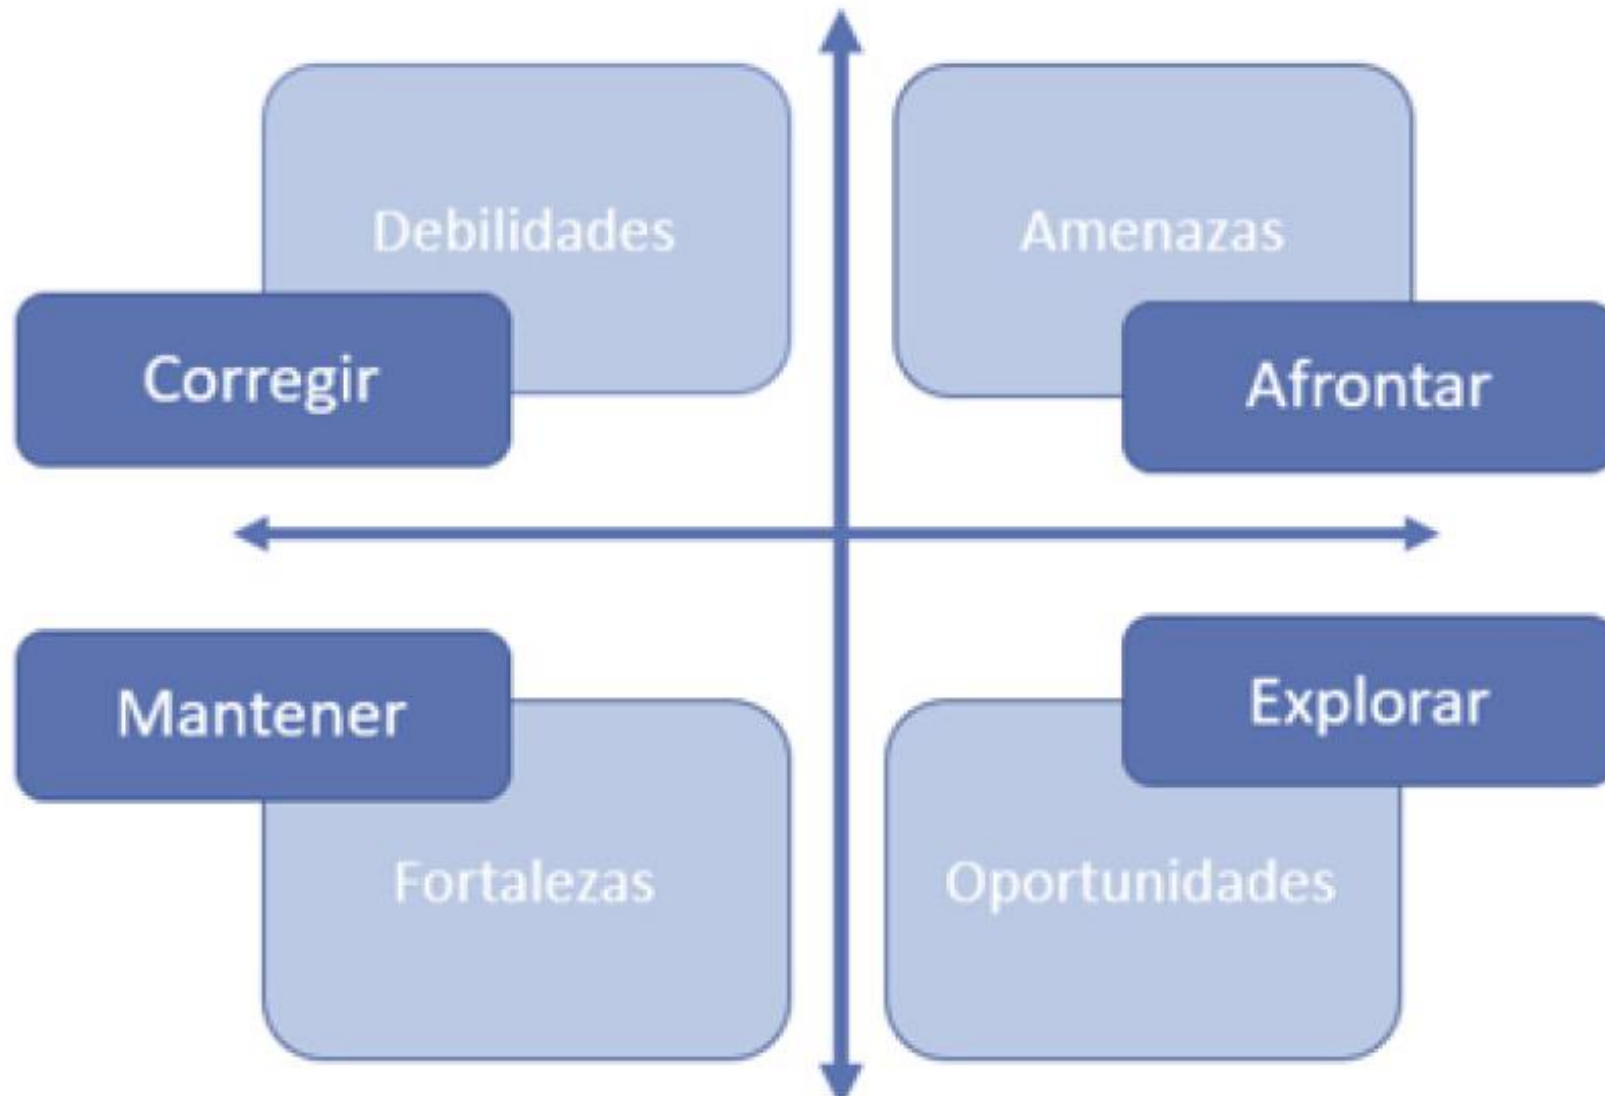 Debilidades
Corregir
Amenazas
Afrontar
Mantener
Fortalezas
Explorar
Oportunidades